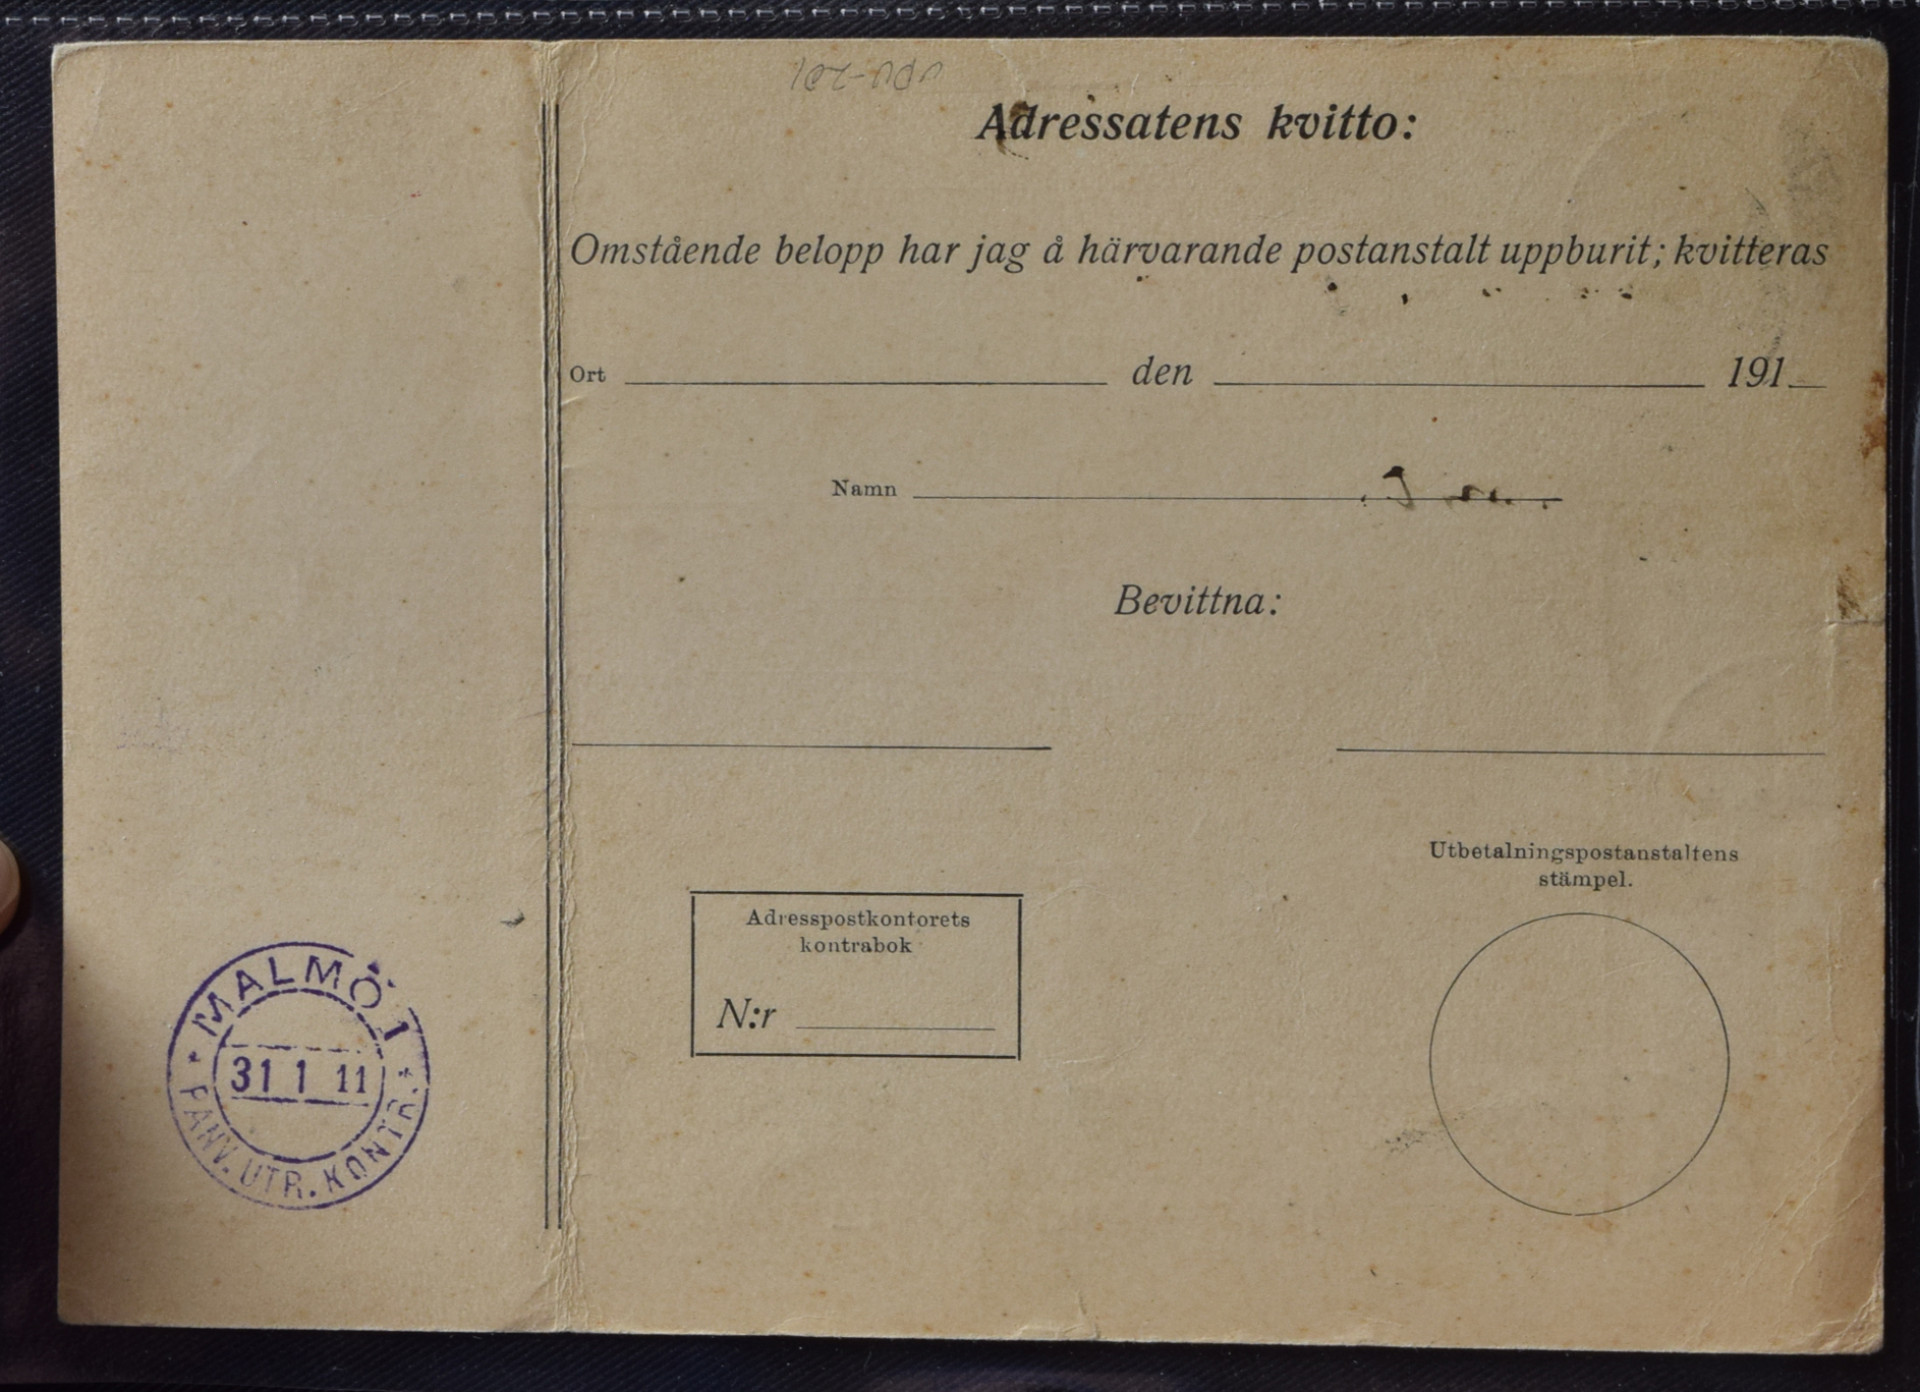 Adressatens kvitto:
Omstående belopp har jag å härvarande postanstalt uppburit; kvitteras
Ort den 191
Namn
Bevittna:
Utbetalningspostanstaltens
stämpel.
Adresspostkontorets
kontrabok
N:r
MALMÖ 1
31 1 11
PANV. UTR. KONTR.